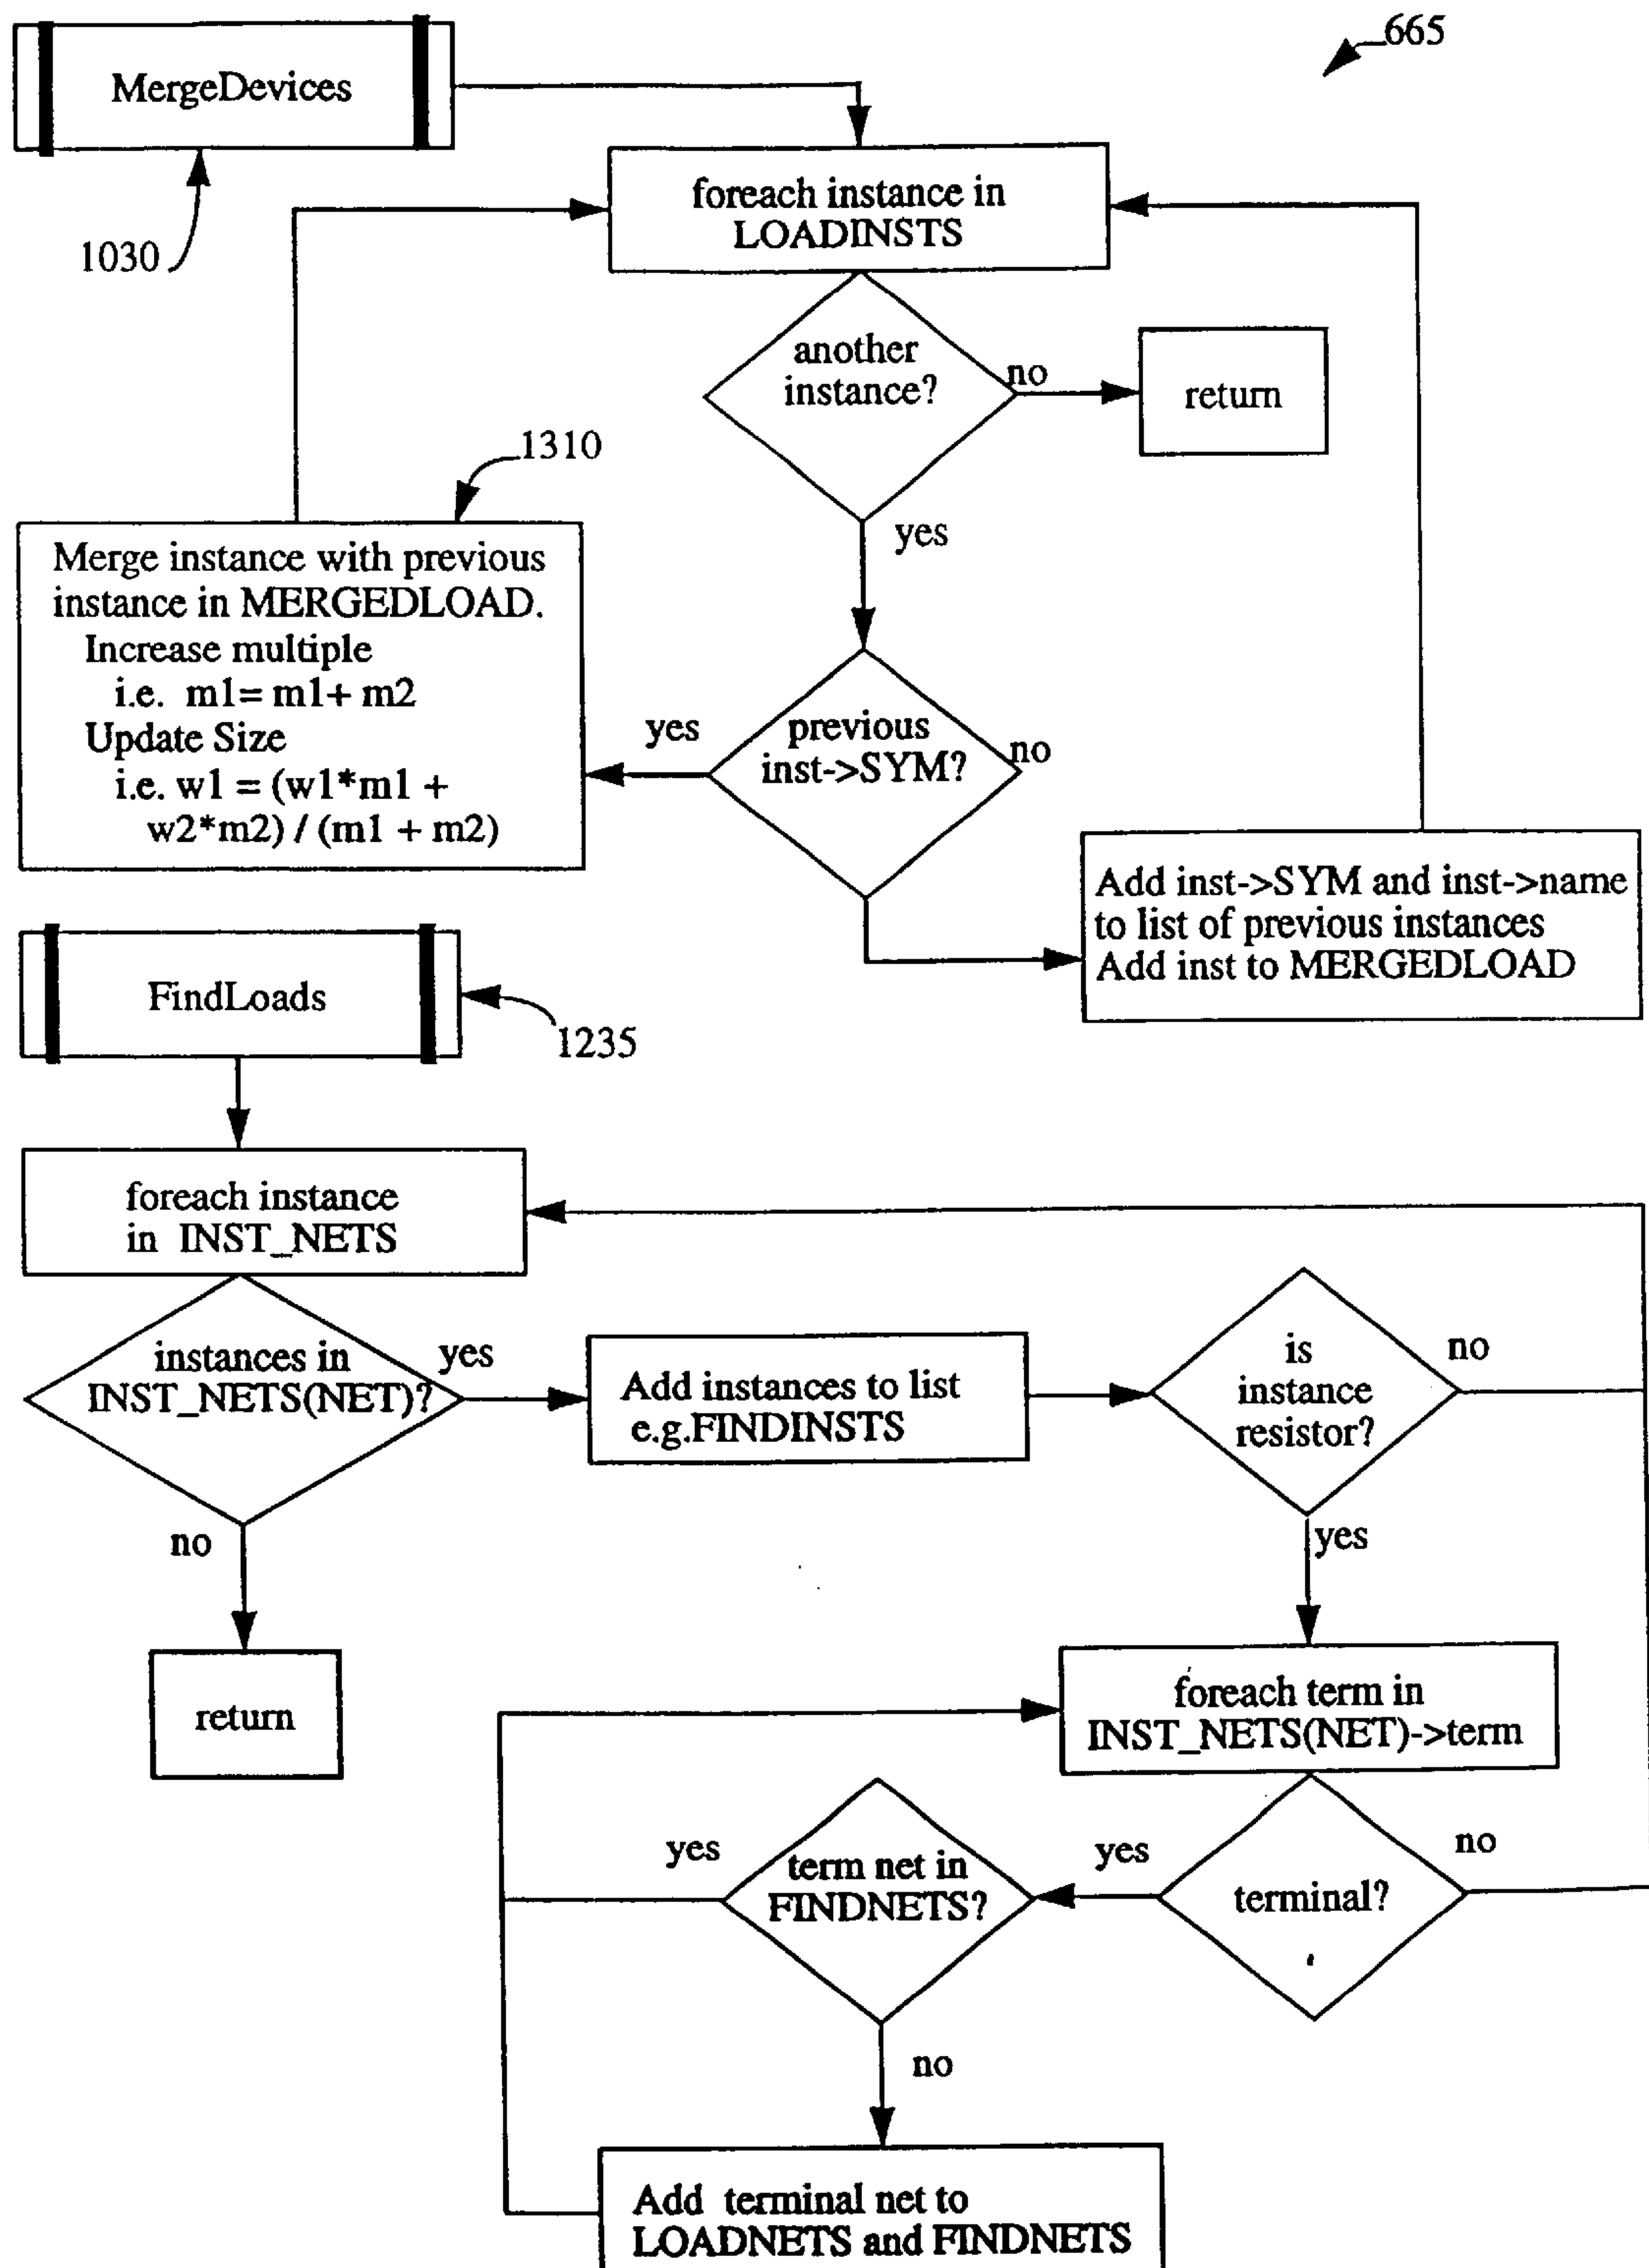 665
MergeDevices
1030
foreach instance in
LOADINSTS
another
instance?
no
return
yes
1310
Merge instance with previous
instance in MERGEDLOAD.
Increase multiple
i.e. m1= m1+ m2
Update Size
i.e. w1 = (w1*m1 +
w2*m2) / (m1 + m2)
yes
previous
inst->SYM?
no
Add inst->SYM and inst->name
to list of previous instances
Add inst to MERGEDLOAD
FindLoads
1235
foreach instance
in INST_NETS
instances in
INST_NETS(NET)?
yes
Add instances to list
e.g.FINDINSTS
is
instance
resistor?
no
no
yes
return
foreach term in
INST_NETS(NET)->term
yes
term net in
FINDNETS?
yes
terminal?
no
no
Add terminal net to
LOADNETS and FINDNETS